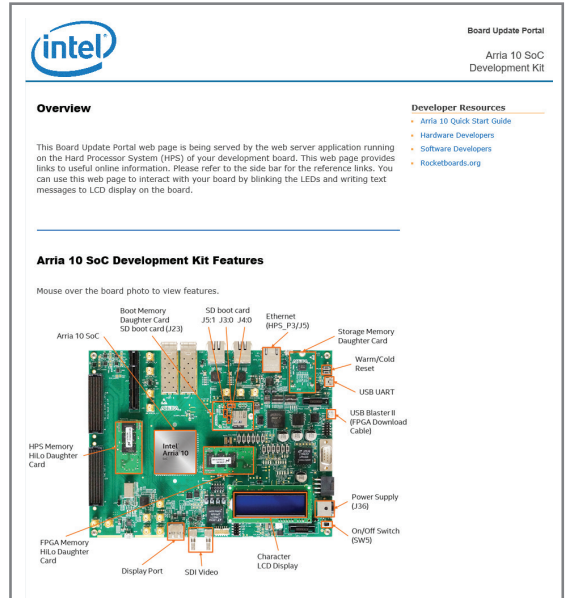 intel
Board Update Portal
Arria 10 SoC
Development Kit
Overview
This Board Update Portal web page is being served by the web server application running
on the Hard Processor System (HPS) of your development board. This web page provides
links to useful online information. Please refer to the side bar for the reference links. You
can use this web page to interact with your board by blinking the LEDs and writing text
messages to LCD display on the board.
Developer Resources
Arria 10 Quick Start Guide
Hardware Developers
Software Developers
Rocketboards.org
Arria 10 SoC Development Kit Features
Mouse over the board photo to view features.
Boot Memory
Daughter Card
SD boot card (J23)
SD boot card
J5:1 J3:0 J4:0
Ethernet
(HPS_P3/J5)
Storage Memory
Daughter Card
Arria 10 SoC
Warm/Cold
Reset
USB UART
USB Blaster II
(FPGA Download
Cable)
HPS Memory
HiLo Daughter
Card
Intel
Arria 10
Power Supply
(J36)
On/Off Switch
(SW5)
FPGA Memory
HiLo Daughter
Card
Display Port
SDI Video
Character
LCD Display